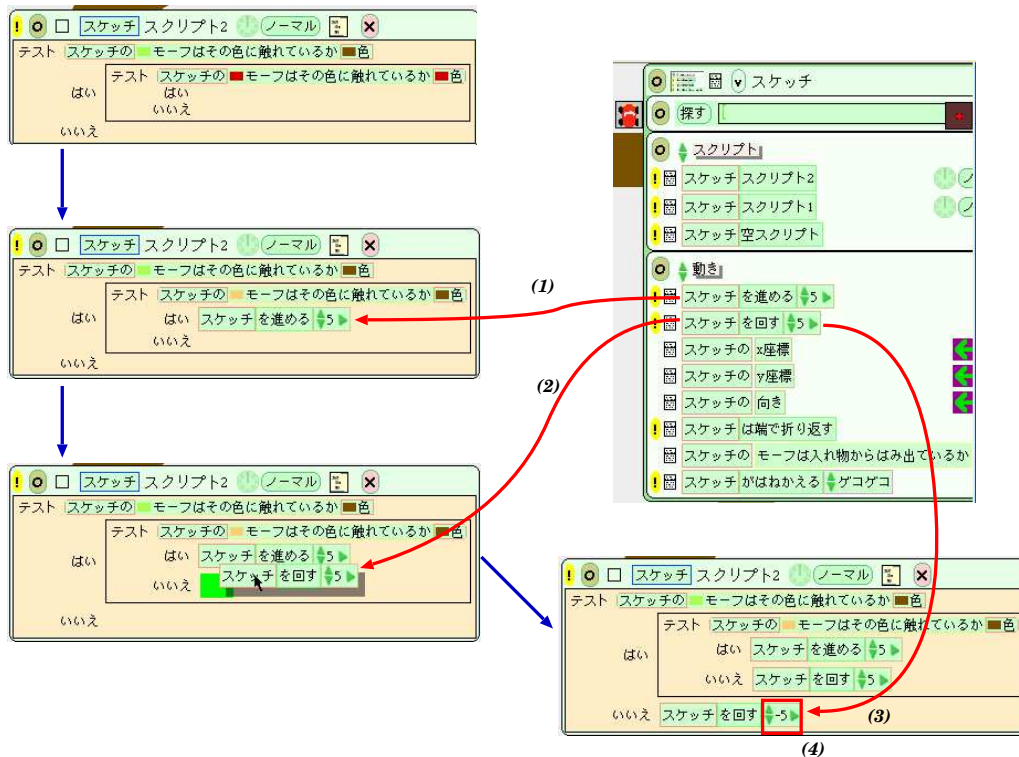 スケッチ スクリプト2 ノーマル
テスト スケッチの モーフはその色に触れているか 色
テスト スケッチの モーフはその色に触れているか 色
はい はい
いいえ
いいえ
スケッチ スクリプト2 ノーマル
テスト スケッチの モーフはその色に触れているか 色
テスト スケッチの モーフはその色に触れているか 色
はい はい スケッチ を進める 5
いいえ
いいえ
スケッチ スクリプト2 ノーマル
テスト スケッチの モーフはその色に触れているか 色
テスト スケッチの モーフはその色に触れているか 色
はい はい スケッチ を進める 5
スケッチ を回す 5
いいえ
いいえ
(1)
(2)
スケッチ
探す
スクリプト
! スケッチ スクリプト2 ノ
! スケッチ スクリプト1 ノ
! スケッチ 空スクリプト
動き
! スケッチ を進める 5
! スケッチ を回す 5
スケッチの x座標
スケッチの y座標
スケッチの 向き
! スケッチ は端で折り返す
スケッチの モーフは入れ物からはみ出ているか
! スケッチ がはねかえる ゲコゲコ
! スケッチ スクリプト2 ノーマル
テスト スケッチの モーフはその色に触れているか 色
テスト スケッチの モーフはその色に触れているか 色
はい はい スケッチ を進める 5
いいえ スケッチ を回す 5
いいえ スケッチ を回す -5
(3)
(4)